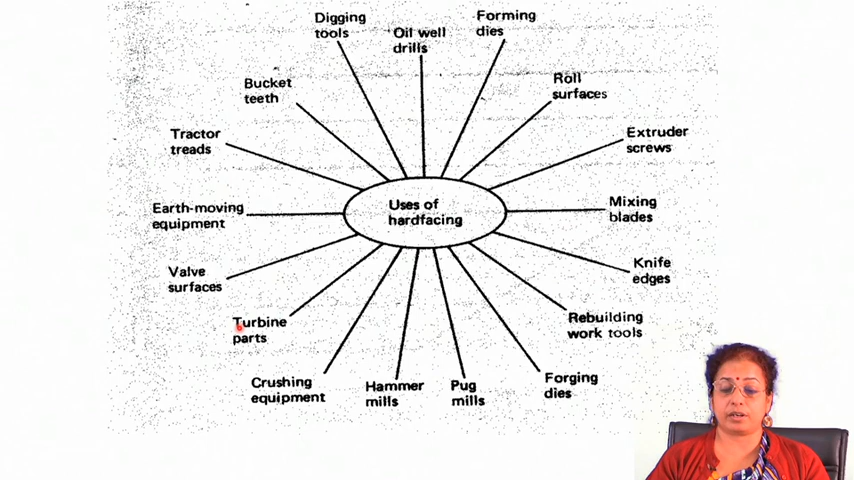 Digging
tools
Oil well
drills
Forming
dies
Bucket
teeth
Roll
surfaces
Tractor
treads
Extruder
screws
Earth-moving
equipment
Uses of
hardfacing
Mixing
blades
Valve
surfaces
Knife
edges
Turbine
parts
Rebuilding
work tools
Crushing
equipment
Hammer
mills
Pug
mills
Forging
dies